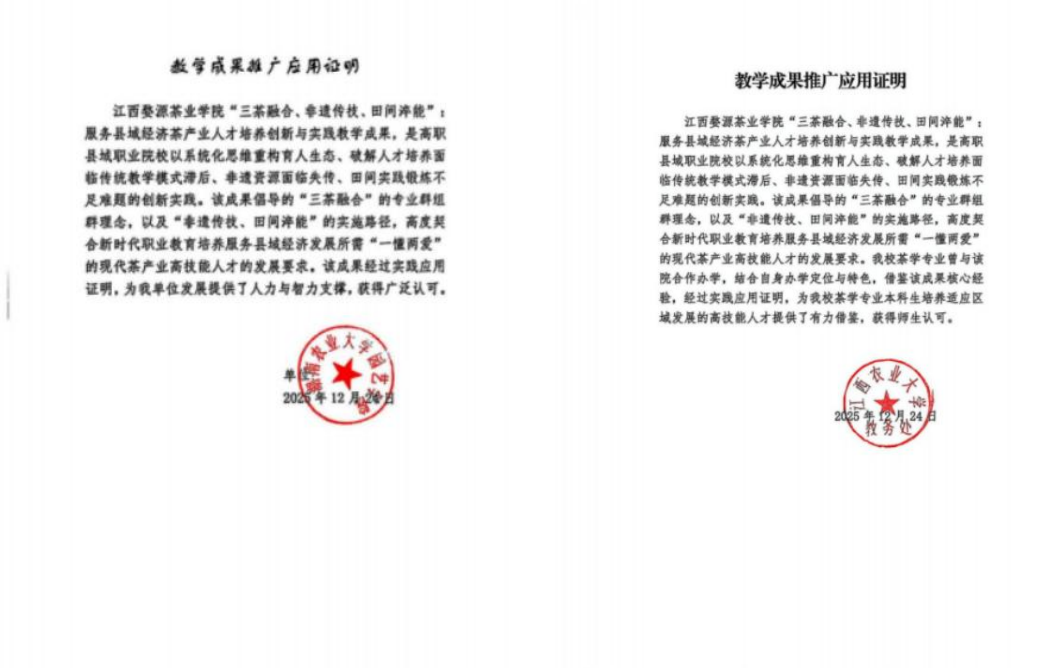 教学成果推广应用证明
江西婺源茶业学院“三茶融合、非遗传技、田间淬能”：
服务县域经济茶产业人才培养创新与实践教学成果，是高职
县域职业院校以系统化思维重构育人生态、破解人才培养面
临传统教学模式滞后、非遗资源面临失传、田间实践锻炼不
足难题的创新实践。该成果倡导的“三茶融合”的专业群组
群理念，以及“非遗传技、田间淬能”的实施路径，高度契
合新时代职业教育培养服务县域经济发展所需“一懂两爱”
的现代茶产业高技能人才的发展要求。该成果经过实践应用
证明，为我单位发展提供了人力与智力支撑，获得广泛认可。
南农业大学园艺学院
单位
2025 年 12 月 24 日
教学成果推广应用证明
江西婺源茶业学院“三茶融合、非遗传技、田间淬能”：
服务县域经济茶产业人才培养创新与实践教学成果，是高职
县域职业院校以系统化思维重构育人生态、破解人才培养面
临传统教学模式滞后、非遗资源面临失传、田间实践锻炼不
足难题的创新实践。该成果倡导的“三茶融合”的专业群组
群理念，以及“非遗传技、田间淬能”的实施路径，高度契
合新时代职业教育培养服务县域经济发展所需“一懂两爱”
的现代茶产业高技能人才的发展要求。我校茶学专业曾与该
院合作办学，结合自身办学定位与特色，借鉴该成果核心经
验，经过实践应用证明，为我校茶学专业本科生培养适应区
域发展的高技能人才提供了有力借鉴，获得师生认可。
江西农业大学
2025 年 12 月 24 日
教务处